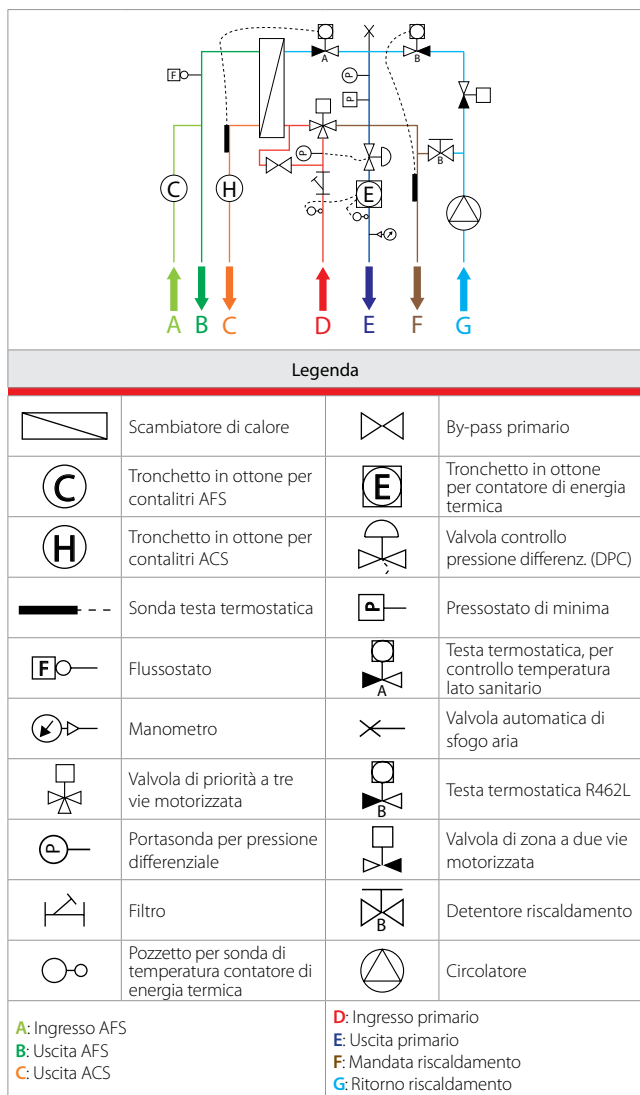 A
B
F
P
P
P
B
C
H
E
A
B
C
D
E
F
G
Legenda
Scambiatore di calore
By-pass primario
C
Tronchetto in ottone per
contalitri AFS
E
Tronchetto in ottone
per contatore di energia
termica
H
Tronchetto in ottone per
contalitri ACS
Valvola controllo
pressione differenz. (DPC)
Sonda testa termostatica
P
Pressostato di minima
F
Flussostato
A
Testa termostatica, per
controllo temperatura
lato sanitario
Manometro
Valvola automatica di
sfogo aria
Valvola di priorità a tre
vie motorizzata
B
Testa termostatica R462L
P
Portasonda per pressione
differenziale
Valvola di zona a due vie
motorizzata
Filtro
B
Detentore riscaldamento
Pozzetto per sonda di
temperatura contatore di
energia termica
Circolatore
A: Ingresso AFS
B: Uscita AFS
C: Uscita ACS
D: Ingresso primario
E: Uscita primario
F: Mandata riscaldamento
G: Ritorno riscaldamento